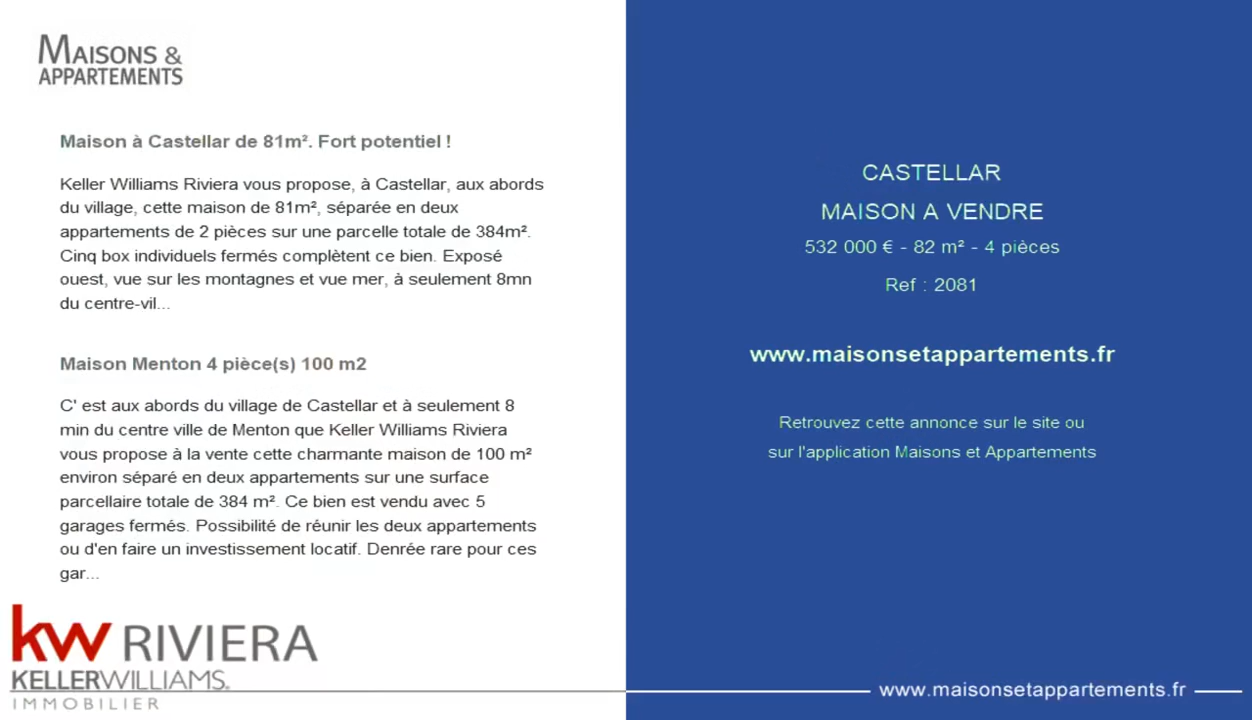 MAISONS &
APPARTEMENTS
Maison à Castellar de 81m². Fort potentiel !
Keller Williams Riviera vous propose, à Castellar, aux abords
du village, cette maison de 81m², séparée en deux
appartements de 2 pièces sur une parcelle totale de 384m².
Cinq box individuels fermés complètent ce bien. Exposé
ouest, vue sur les montagnes et vue mer, à seulement 8mn
du centre-vil...
Maison Menton 4 pièce(s) 100 m2
C' est aux abords du village de Castellar et à seulement 8
min du centre ville de Menton que Keller Williams Riviera
vous propose à la vente cette charmante maison de 100 m²
environ séparé en deux appartements sur une surface
parcellaire totale de 384 m². Ce bien est vendu avec 5
garages fermés. Possibilité de réunir les deux appartements
ou d'en faire un investissement locatif. Denrée rare pour ces
gar...
kw RIVIERA
KELLERWILLIAMS.
IMMOBILIER
CASTELLAR
MAISON A VENDRE
532 000 € - 82 m² - 4 pièces
Ref : 2081
www.maisonsetappartements.fr
Retrouvez cette annonce sur le site ou
sur l'application Maisons et Appartements
www.maisonsetappartements.fr